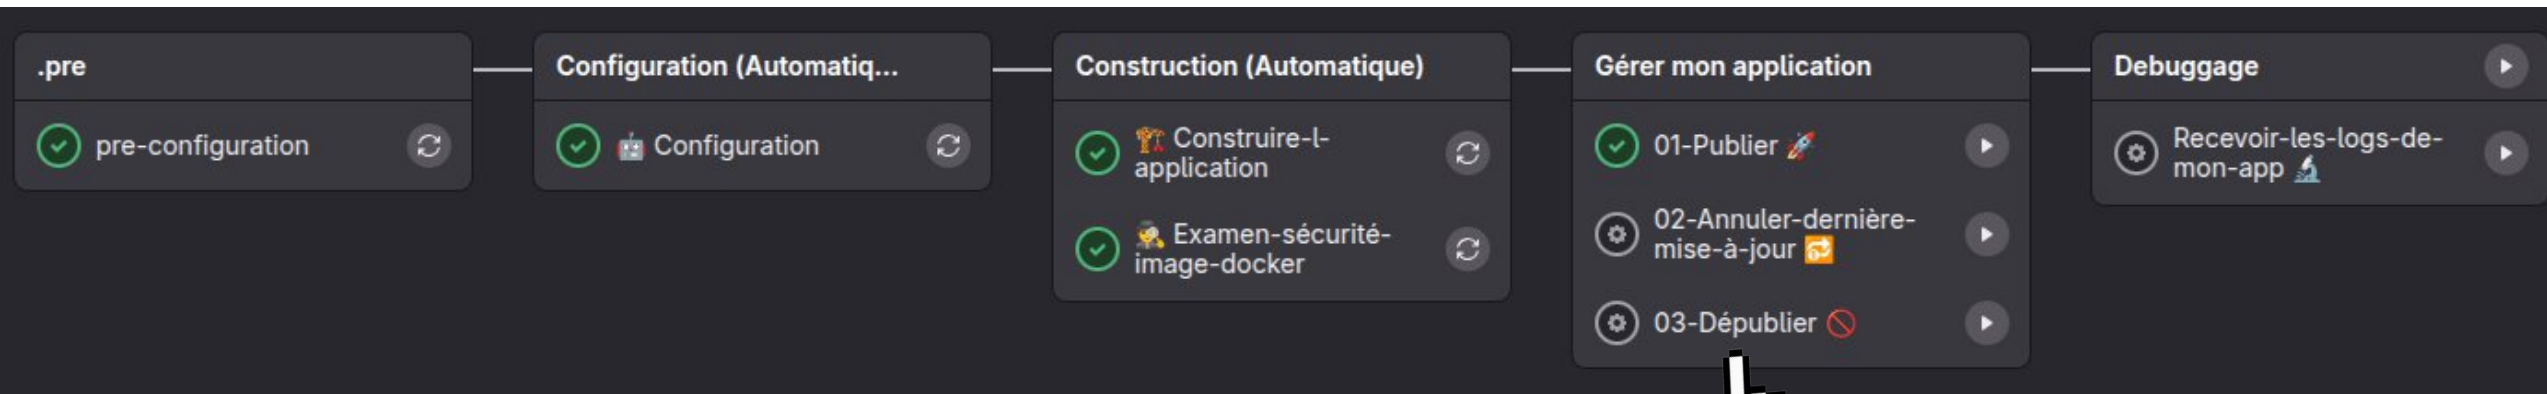 .pre
pre-configuration
Configuration (Automatiq...
🤖 Configuration
Construction (Automatique)
🏗️ Construire-l-
application
🕵️ Examen-sécurité-
image-docker
Gérer mon application
01-Publier 🚀
02-Annuler-dernière-
mise-à-jour 🔂
03-Dépublier 🚫
Debuggage
Recevoir-les-logs-de-
mon-app 🔬